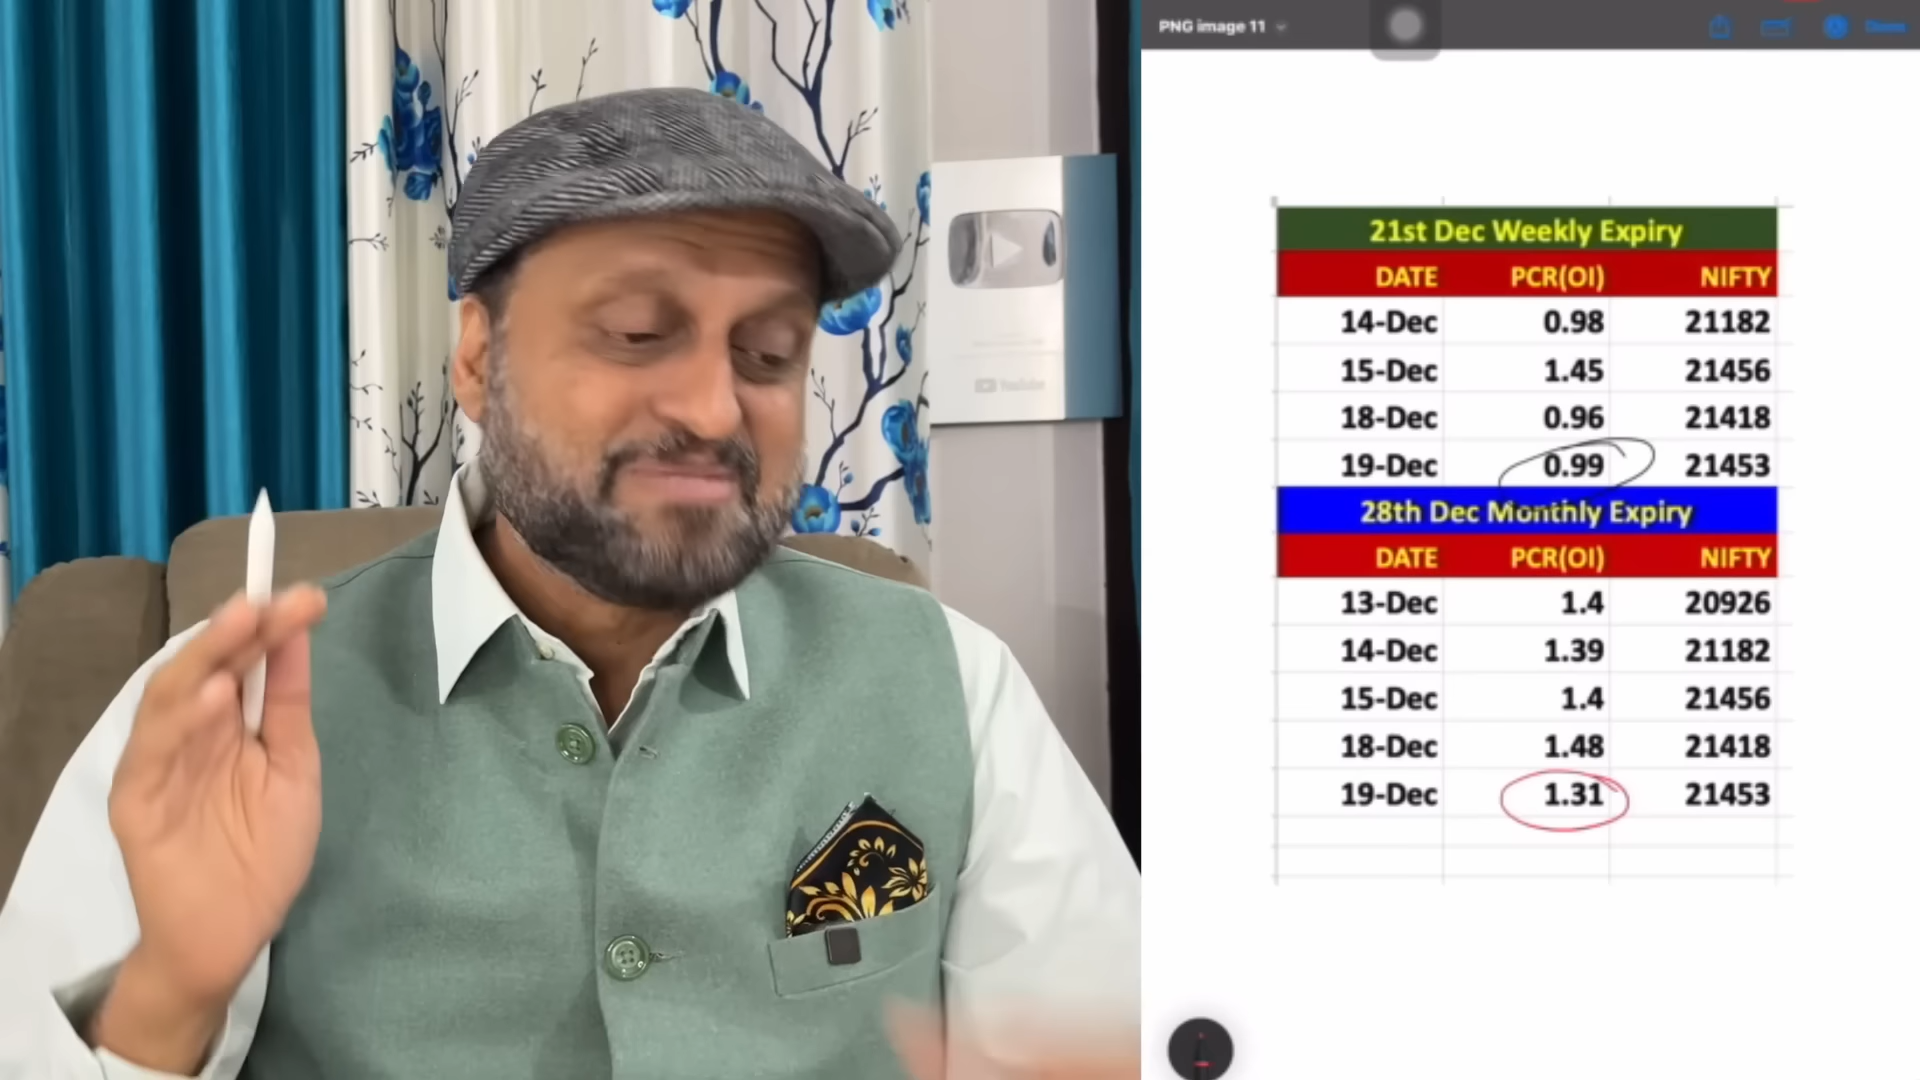 PNG image 11
YouTube
21st Dec Weekly Expiry
DATE PCR(OI) NIFTY
14-Dec 0.98 21182
15-Dec 1.45 21456
18-Dec 0.96 21418
19-Dec 0.99 21453
28th Dec Monthly Expiry
DATE PCR(OI) NIFTY
13-Dec 1.4 20926
14-Dec 1.39 21182
15-Dec 1.4 21456
18-Dec 1.48 21418
19-Dec 1.31 21453